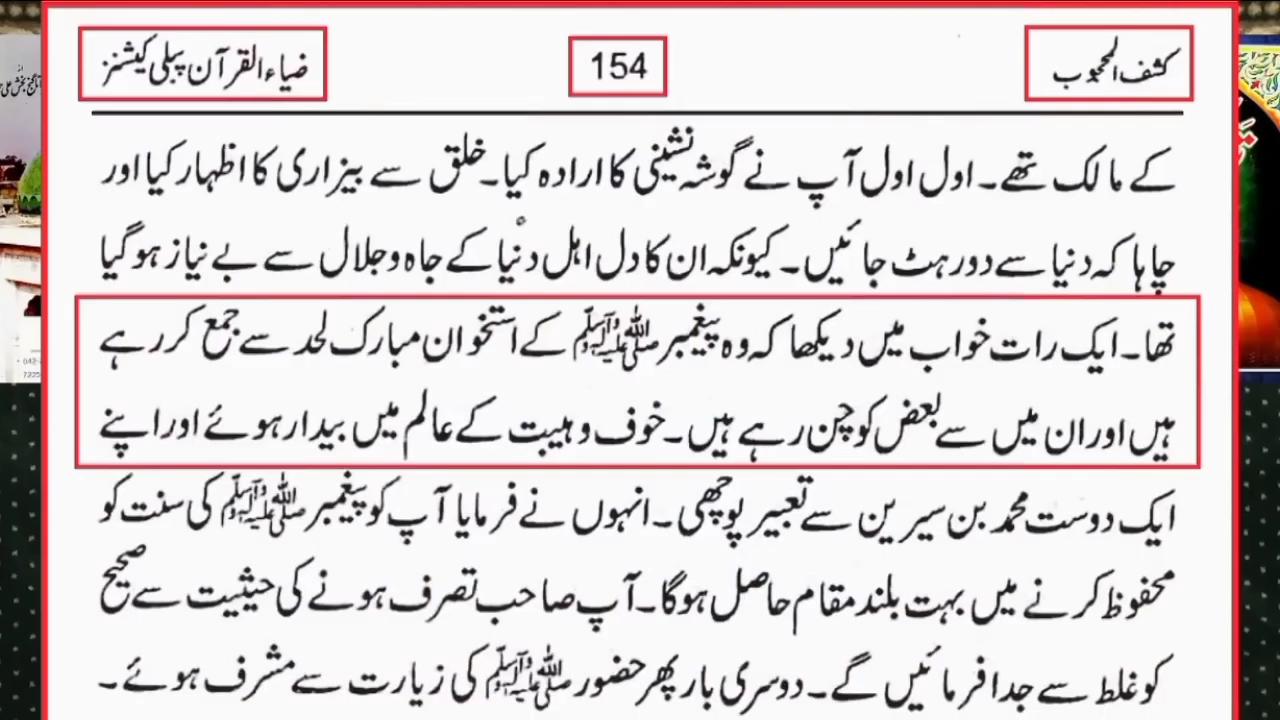 کشف المحجوب
154
ضیاء القرآن پبلی کیشنز
کے مالک تھے۔ اول اول آپ نے گوشہ نشینی کا ارادہ کیا۔ خلق سے بیزاری کا اظہار کیا اور
چاہا کہ دنیا سے دور ہٹ جائیں۔ کیونکہ ان کا دل اہل دنیا کے جاہ و جلال سے بے نیاز ہو گیا
تھا۔ ایک رات خواب میں دیکھا کہ وہ پیغمبر ﷺ کے استخوان مبارک لحد سے جمع کر رہے
ہیں اور ان میں سے بعض کو چن رہے ہیں۔ خوف و ہیبت کے عالم میں بیدار ہوئے اور اپنے
ایک دوست محمد بن سیرین سے تعبیر پوچھی۔ انہوں نے فرمایا آپ کو پیغمبر ﷺ کی سنت کو
محفوظ کرنے میں بہت بلند مقام حاصل ہوگا۔ آپ صاحب تصرف ہونے کی حیثیت سے صحیح
کو غلط سے جدا فرمائیں گے۔ دوسری بار پھر حضور ﷺ کی زیارت سے مشرف ہوئے۔